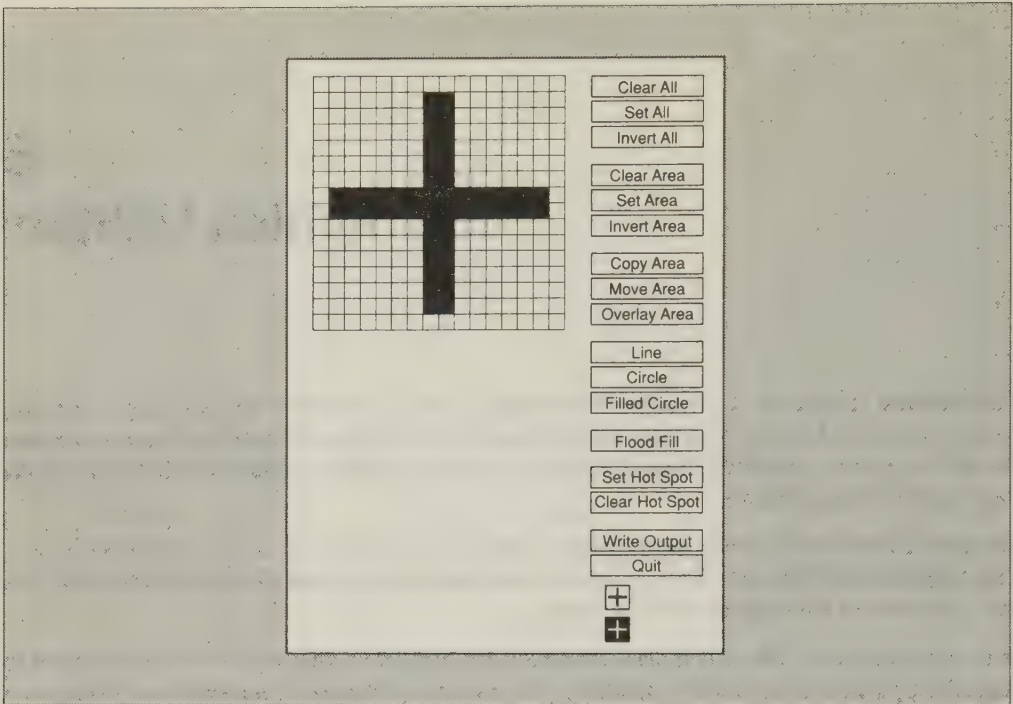 Clear All
Set All
Invert All
Clear Area
Set Area
Invert Area
Copy Area
Move Area
Overlay Area
Line
Circle
Filled Circle
Flood Fill
Set Hot Spot
Clear Hot Spot
Write Output
Quit